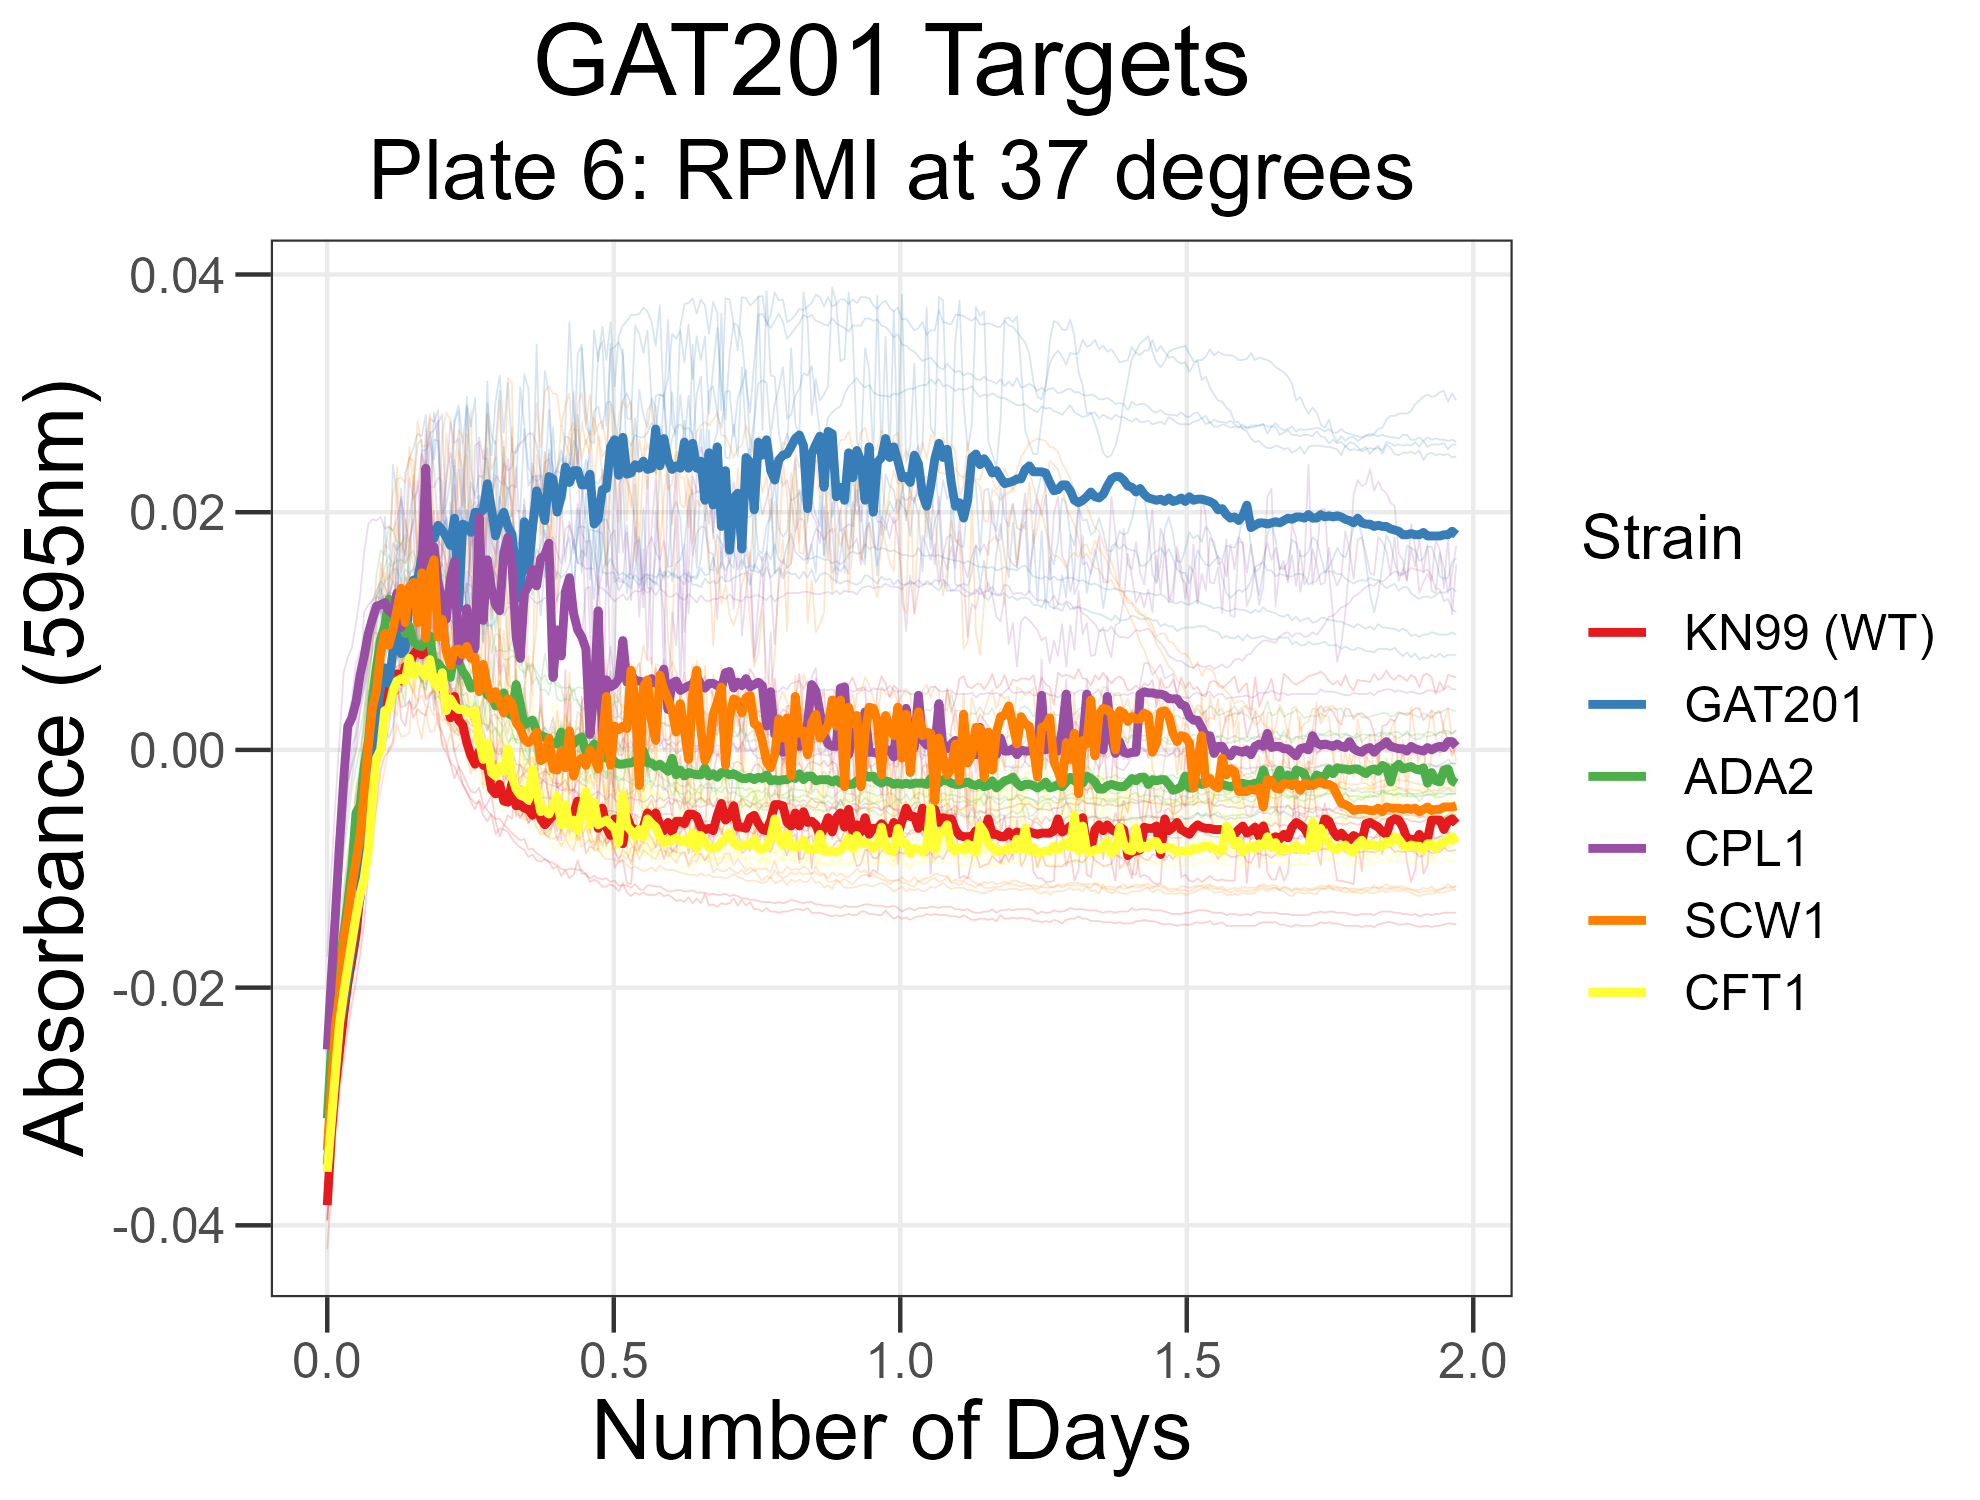 GAT201 Targets
Plate 6: RPMI at 37 degrees
Absorbance (595nm)
0.04
0.02
0.00
-0.02
-0.04
0.0 0.5 1.0 1.5 2.0
Number of Days
Strain
KN99 (WT)
GAT201
ADA2
CPL1
SCW1
CFT1